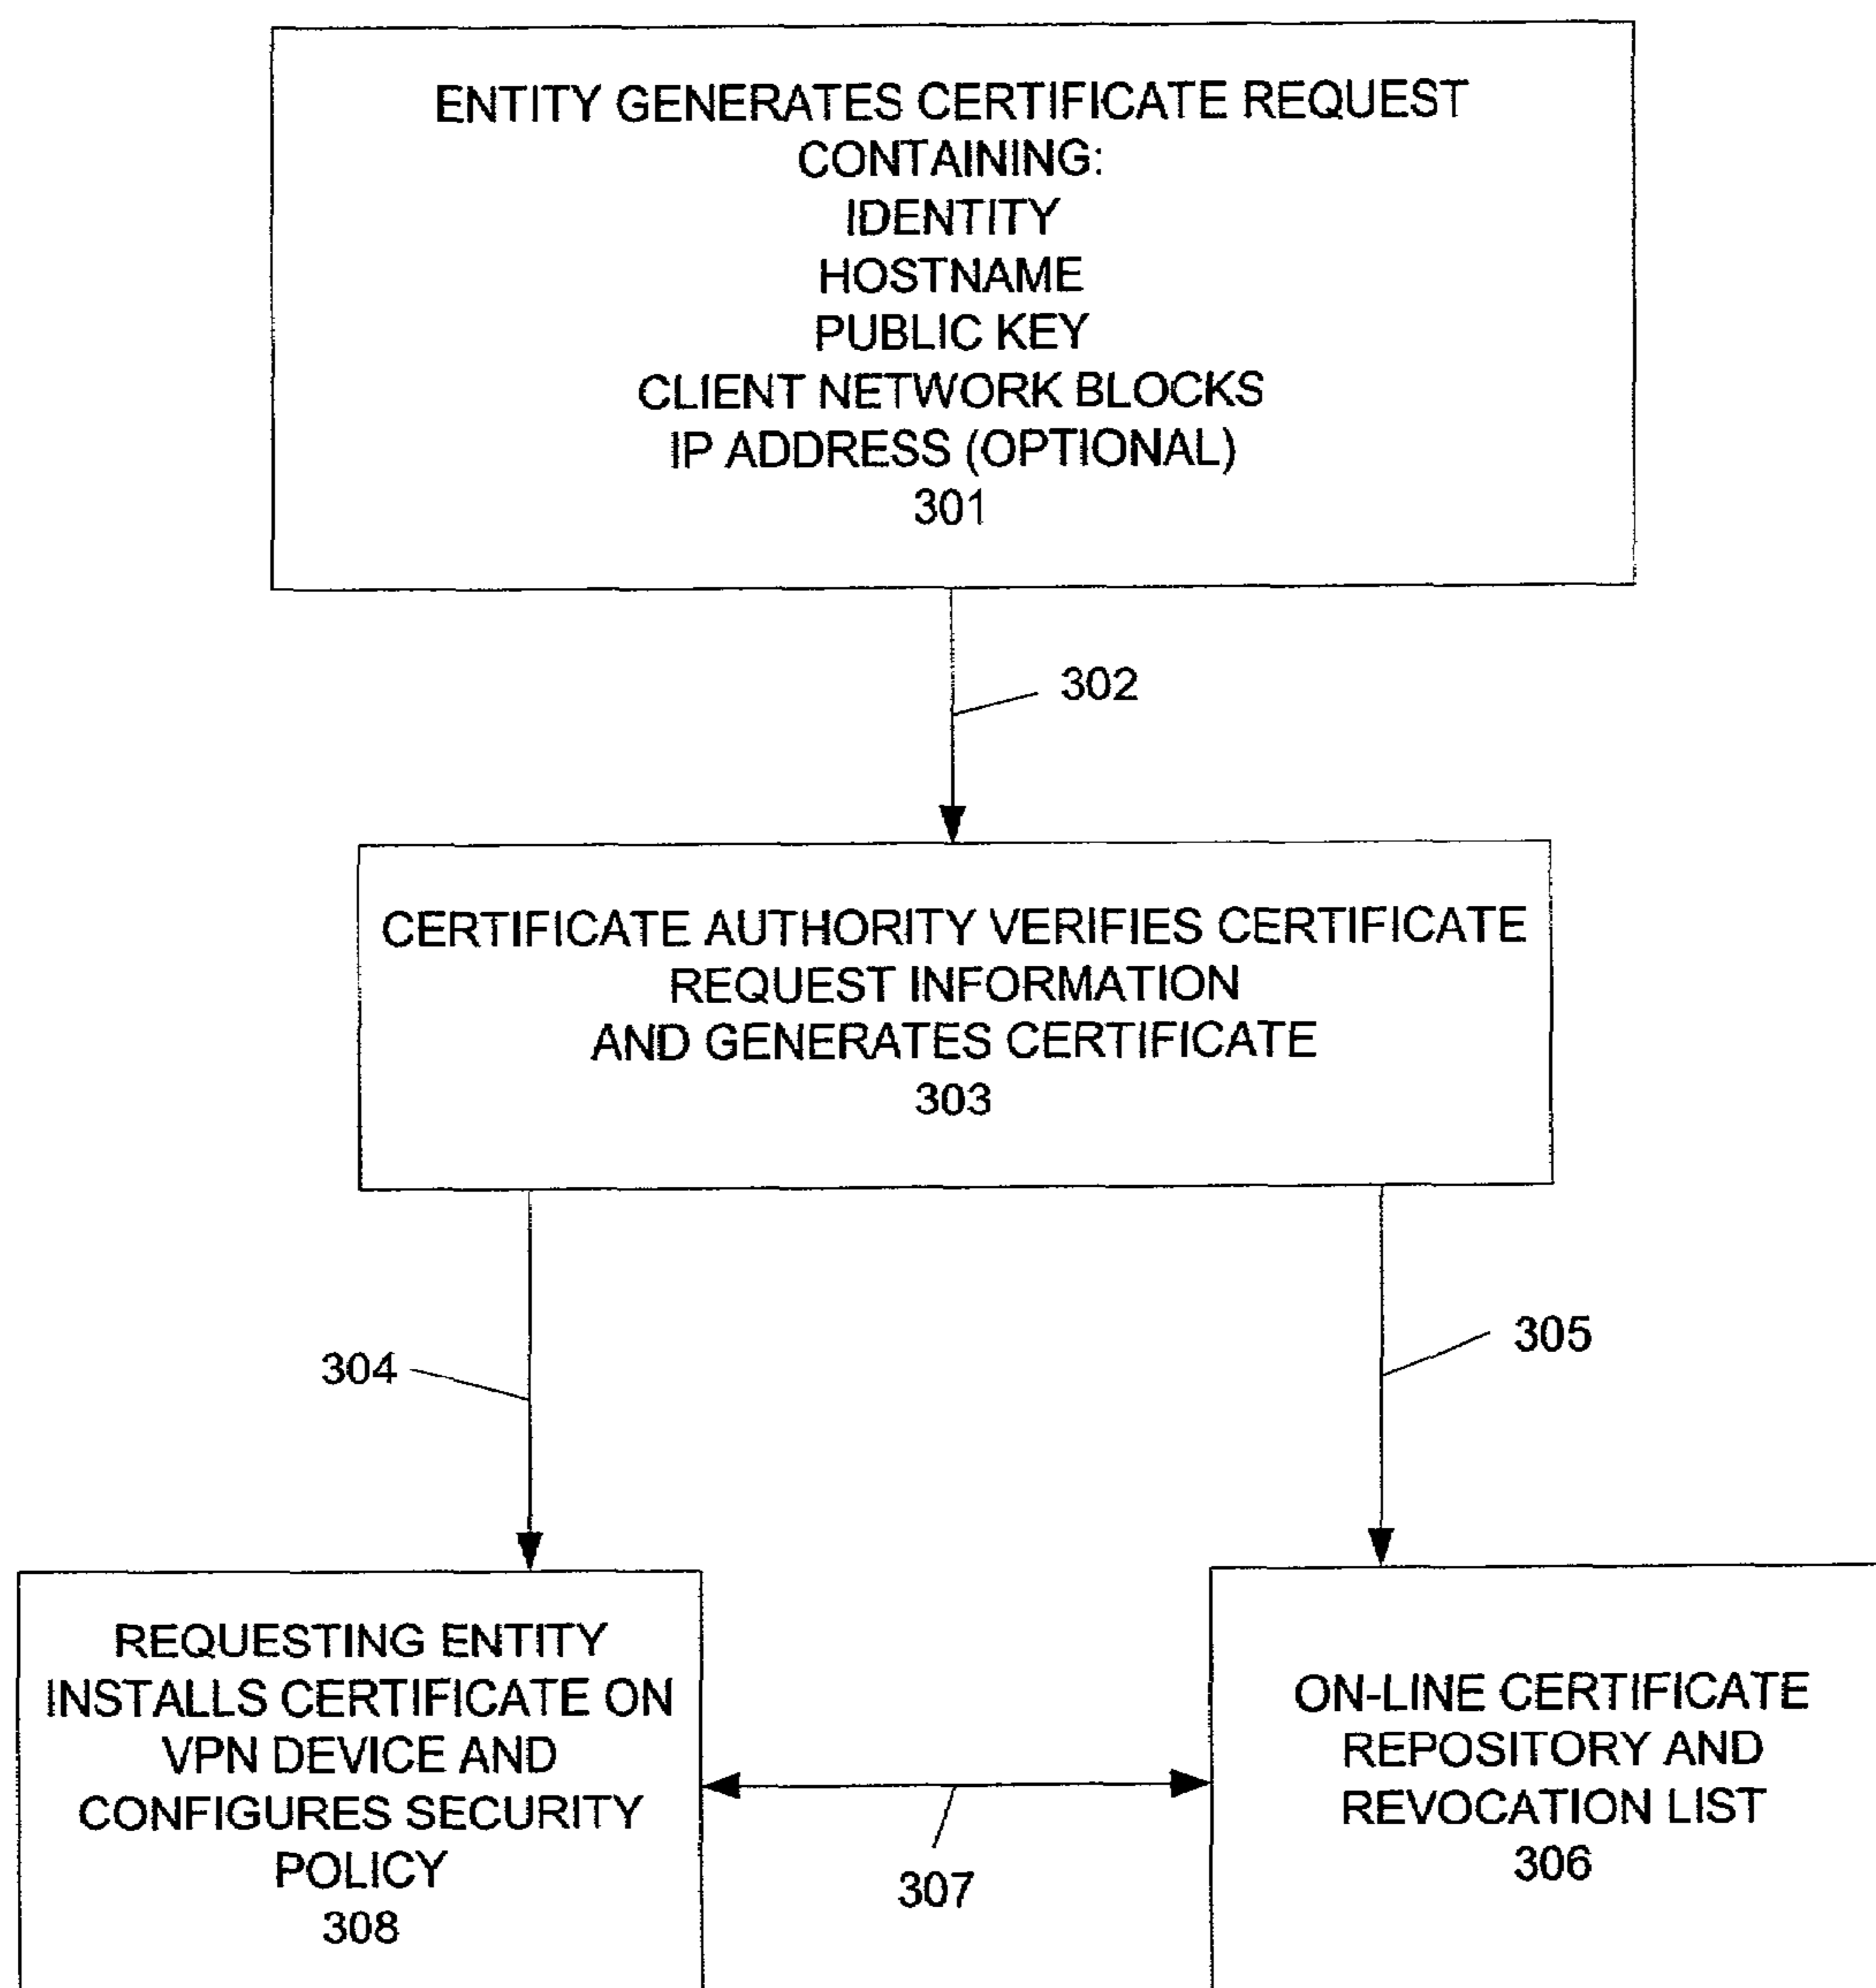 ENTITY GENERATES CERTIFICATE REQUEST
CONTAINING:
IDENTITY
HOSTNAME
PUBLIC KEY
CLIENT NETWORK BLOCKS
IP ADDRESS (OPTIONAL)
301
302
CERTIFICATE AUTHORITY VERIFIES CERTIFICATE
REQUEST INFORMATION
AND GENERATES CERTIFICATE
303
304
305
REQUESTING ENTITY
INSTALLS CERTIFICATE ON
VPN DEVICE AND
CONFIGURES SECURITY
POLICY
308
307
ON-LINE CERTIFICATE
REPOSITORY AND
REVOCATION LIST
306